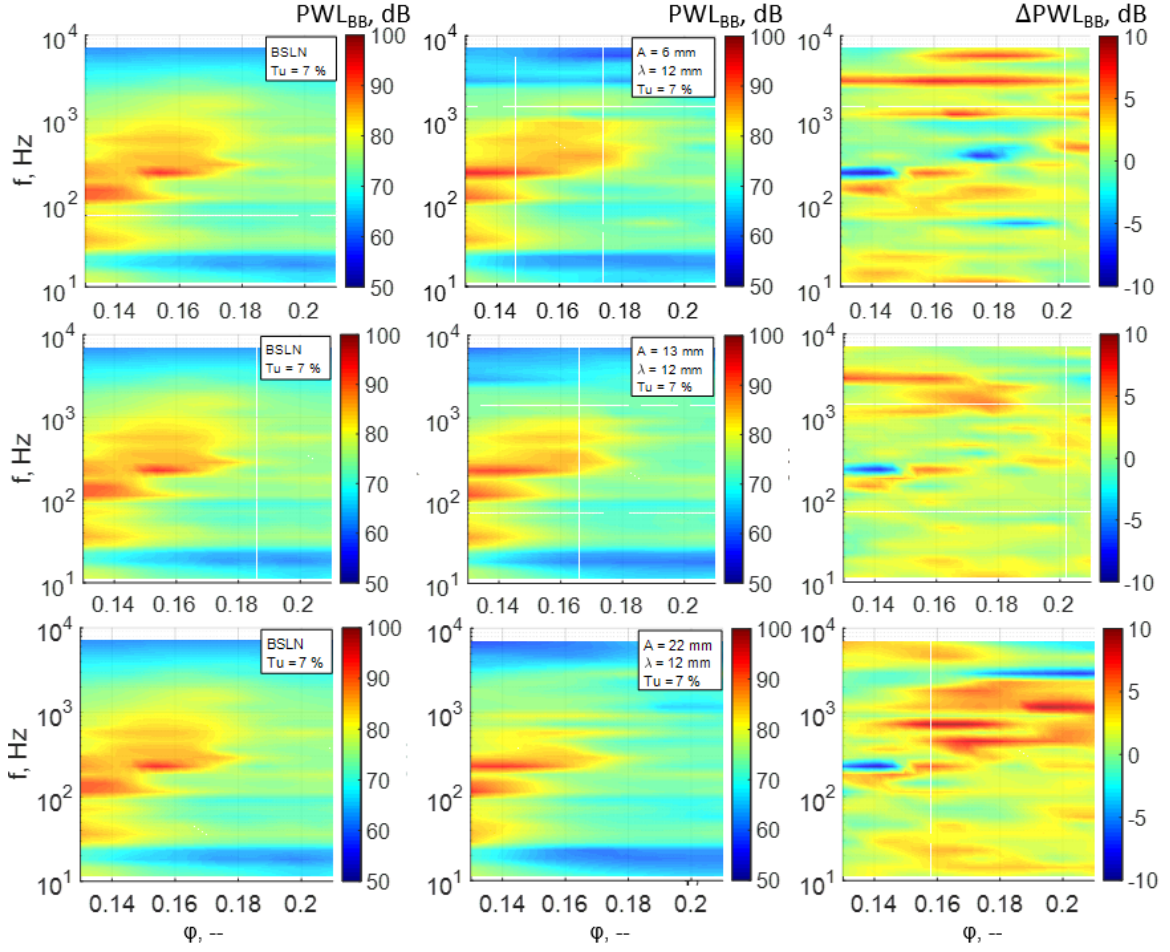 PWL_BB, dB PWL_BB, dB ΔPWL_BB, dB
10^4 100 10^4 100 10 10^4
BSLN
Tu = 7 %
A = 6 mm
λ = 12 mm
Tu = 7 %
90 90 5
10^3 80 10^3 80 10^3 0
f, Hz
10^2 70 10^2 70 10^2
60 60 -5
10^1 50 10^1 50 10^1 -10
0.14 0.16 0.18 0.2 0.14 0.16 0.18 0.2 0.14 0.16 0.18 0.2
10^4 100 10^4 100 10^4 10
BSLN
Tu = 7 %
A = 13 mm
λ = 12 mm
Tu = 7 %
90 90 5
10^3 80 10^3 80 10^3 0
f, Hz
10^2 70 10^2 70 10^2
60 60 -5
10^1 50 10^1 50 10^1 -10
0.14 0.16 0.18 0.2 0.14 0.16 0.18 0.2 0.14 0.16 0.18 0.2
10^4 100 10^4 100 10^4 10
BSLN
Tu = 7 %
A = 22 mm
λ = 12 mm
Tu = 7 %
90 90 5
10^3 80 10^3 80 10^3 0
f, Hz
10^2 70 10^2 70 10^2
60 60 -5
10^1 50 10^1 50 10^1 -10
0.14 0.16 0.18 0.2 0.14 0.16 0.18 0.2 0.14 0.16 0.18 0.2
φ, -- φ, -- φ, --